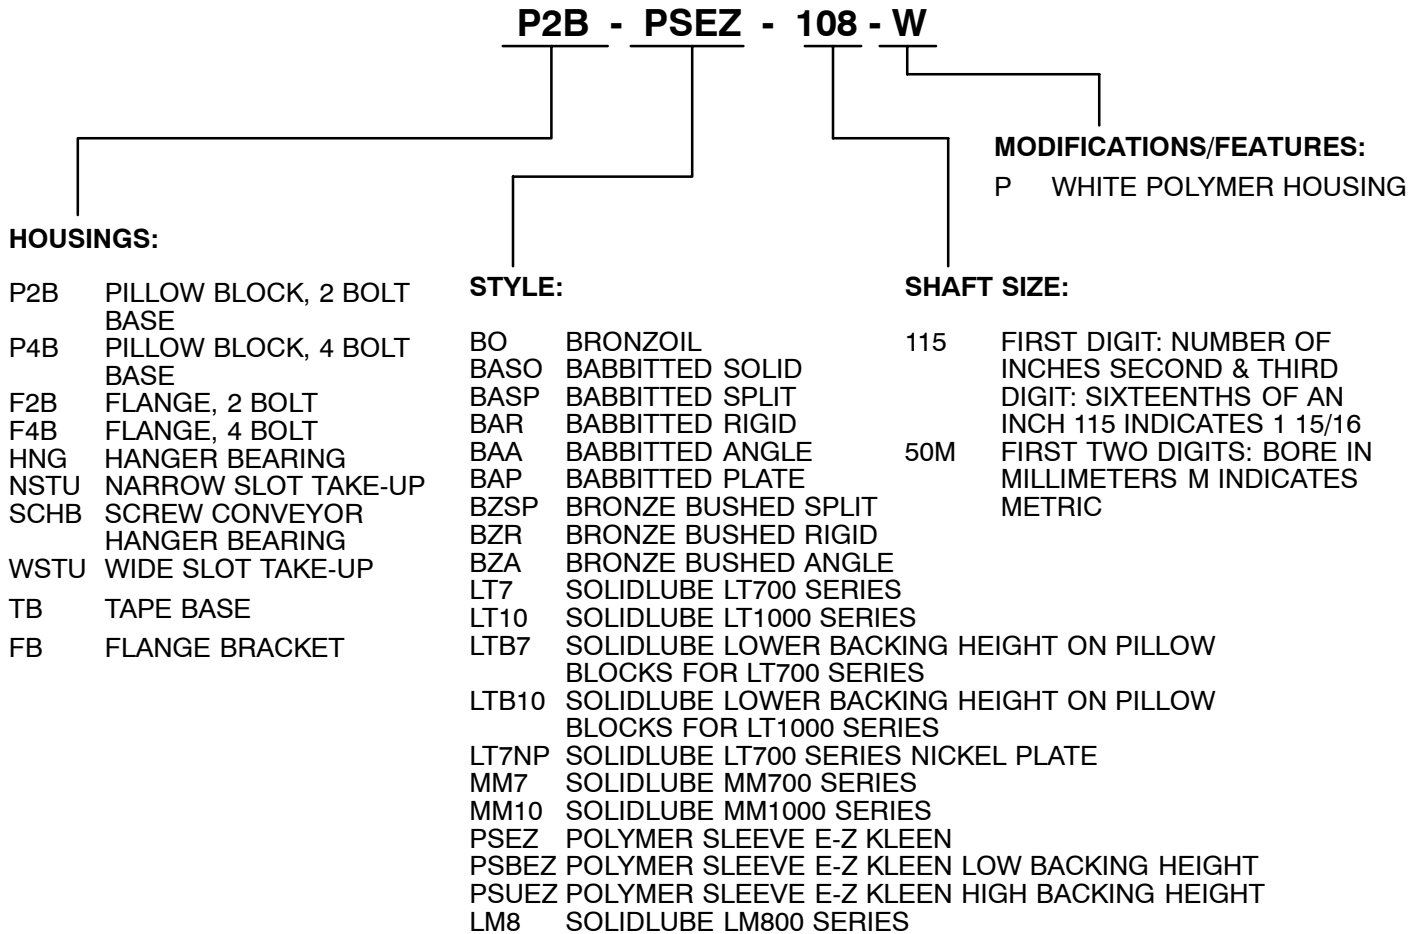 P2B - PSEZ - 108 - W
MODIFICATIONS/FEATURES:
P WHITE POLYMER HOUSING
HOUSINGS:
P2B PILLOW BLOCK, 2 BOLT
BASE
P4B PILLOW BLOCK, 4 BOLT
BASE
F2B FLANGE, 2 BOLT
F4B FLANGE, 4 BOLT
HNG HANGER BEARING
NSTU NARROW SLOT TAKE-UP
SCHB SCREW CONVEYOR
HANGER BEARING
WSTU WIDE SLOT TAKE-UP
TB TAPE BASE
FB FLANGE BRACKET
STYLE:
BO BRONZOIL
BASO BABBITTED SOLID
BASP BABBITTED SPLIT
BAR BABBITTED RIGID
BAA BABBITTED ANGLE
BAP BABBITTED PLATE
BZSP BRONZE BUSHED SPLIT
BZR BRONZE BUSHED RIGID
BZA BRONZE BUSHED ANGLE
LT7 SOLIDLUBE LT700 SERIES
LT10 SOLIDLUBE LT1000 SERIES
LTB7 SOLIDLUBE LOWER BACKING HEIGHT ON PILLOW
BLOCKS FOR LT700 SERIES
LTB10 SOLIDLUBE LOWER BACKING HEIGHT ON PILLOW
BLOCKS FOR LT1000 SERIES
LT7NP SOLIDLUBE LT700 SERIES NICKEL PLATE
MM7 SOLIDLUBE MM700 SERIES
MM10 SOLIDLUBE MM1000 SERIES
PSEZ POLYMER SLEEVE E-Z KLEEN
PSBEZ POLYMER SLEEVE E-Z KLEEN LOW BACKING HEIGHT
PSUEZ POLYMER SLEEVE E-Z KLEEN HIGH BACKING HEIGHT
LM8 SOLIDLUBE LM800 SERIES
SHAFT SIZE:
115 FIRST DIGIT: NUMBER OF
INCHES SECOND & THIRD
DIGIT: SIXTEENTHS OF AN
INCH 115 INDICATES 1 15/16
50M FIRST TWO DIGITS: BORE IN
MILLIMETERS M INDICATES
METRIC